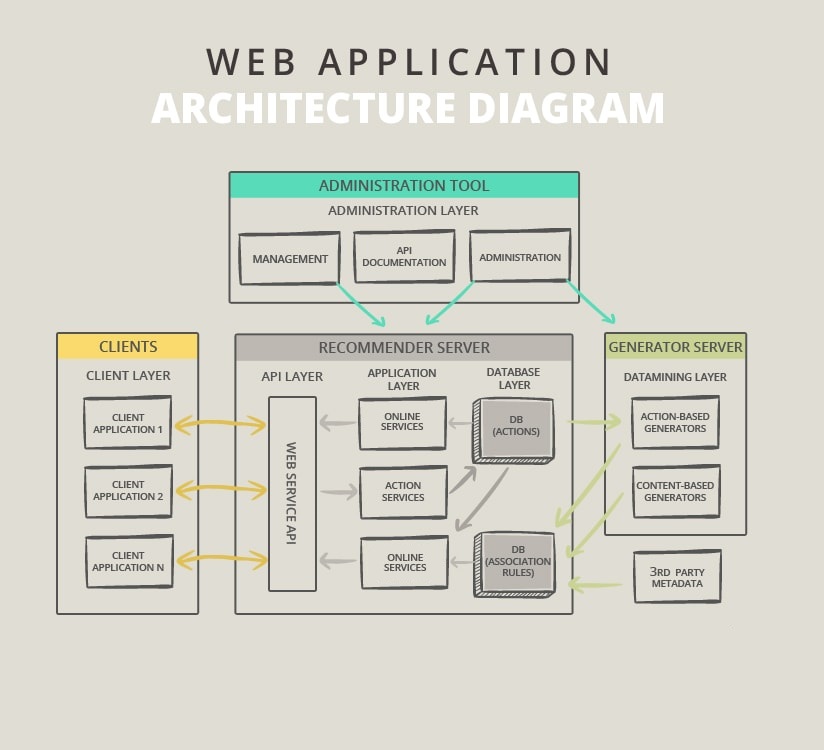 WEB APPLICATION
ARCHITECTURE DIAGRAM
ADMINISTRATION TOOL
ADMINISTRATION LAYER
MANAGEMENT
API
DOCUMENTATION
ADMINISTRATION
CLIENTS
CLIENT LAYER
CLIENT
APPLICATION 1
CLIENT
APPLICATION 2
CLIENT
APPLICATION N
RECOMMENDER SERVER
API LAYER
WEB SERVICE API
APPLICATION
LAYER
ONLINE
SERVICES
ACTION
SERVICES
ONLINE
SERVICES
DATABASE
LAYER
DB
(ACTIONS)
DB
(ASSOCIATION
RULES)
GENERATOR SERVER
DATAMINING LAYER
ACTION-BASED
GENERATORS
CONTENT-BASED
GENERATORS
3RD PARTY
METADATA